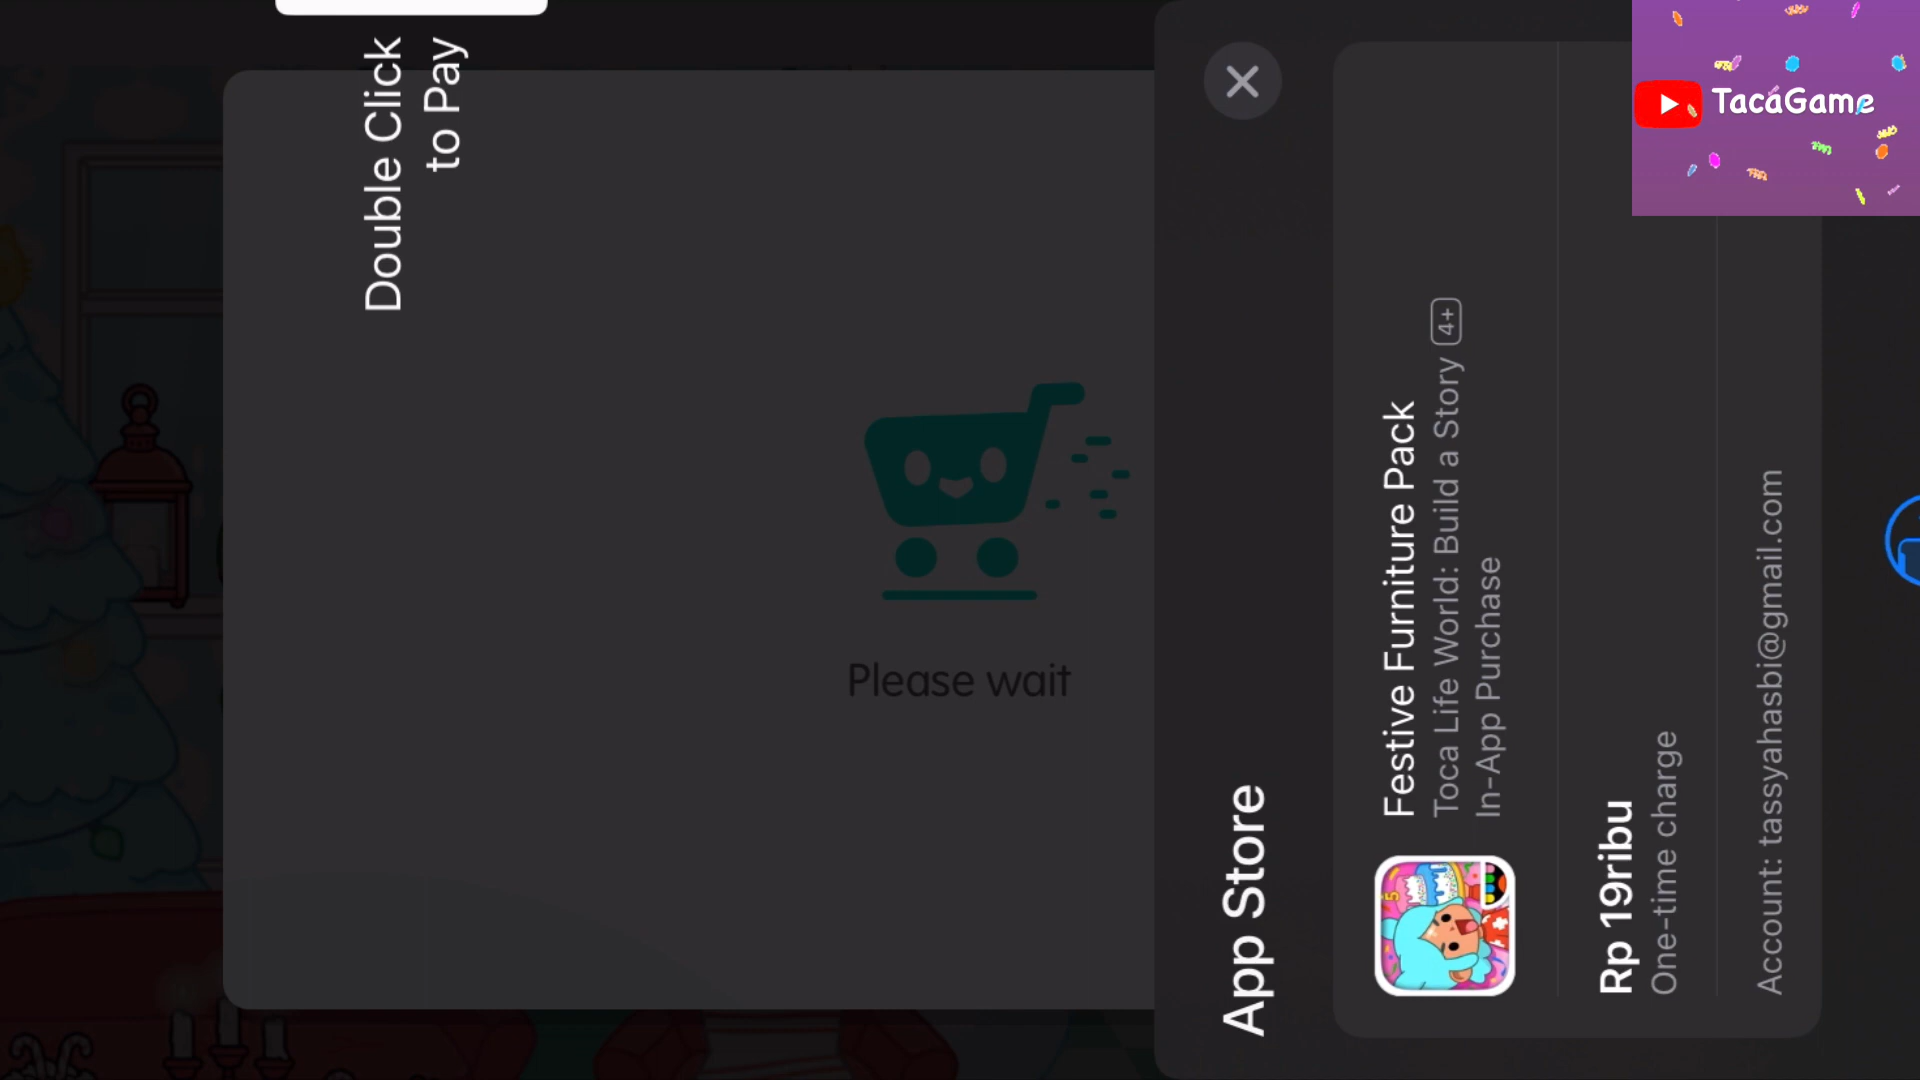 Double Click
to Pay
TacaGame
Please wait
App Store
Festive Furniture Pack
Toca Life World: Build a Story 4+
In-App Purchase
Rp 19ribu
One-time charge
Account: tassyahasbi@gmail.com